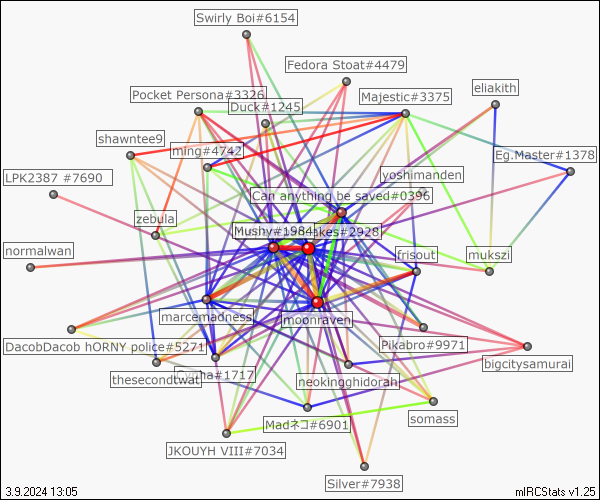 Swirly Boi#6154
Fedora Stoat#4479
eliakith
Pocket Persona#3326
Majestic#3375
Duck#1245
shawntee9
ming#4742
Eg.Master#1378
LPK2387 #7690
yoshimanden
Can anything be saved#0396
zebula
Mushy#1984
akes#2928
normalwan
frisout
mukszi
marcemadness
moonraven
DacobDacob hORNY police#5271
Pikabro#9971
bigcitysamurai
thesecondtwat
#1717
neokingghidorah
somass
Madネコ#6901
JKOUYH VIII#7034
Silver#7938
3.9.2024 13:05
mIRCStats v1.25